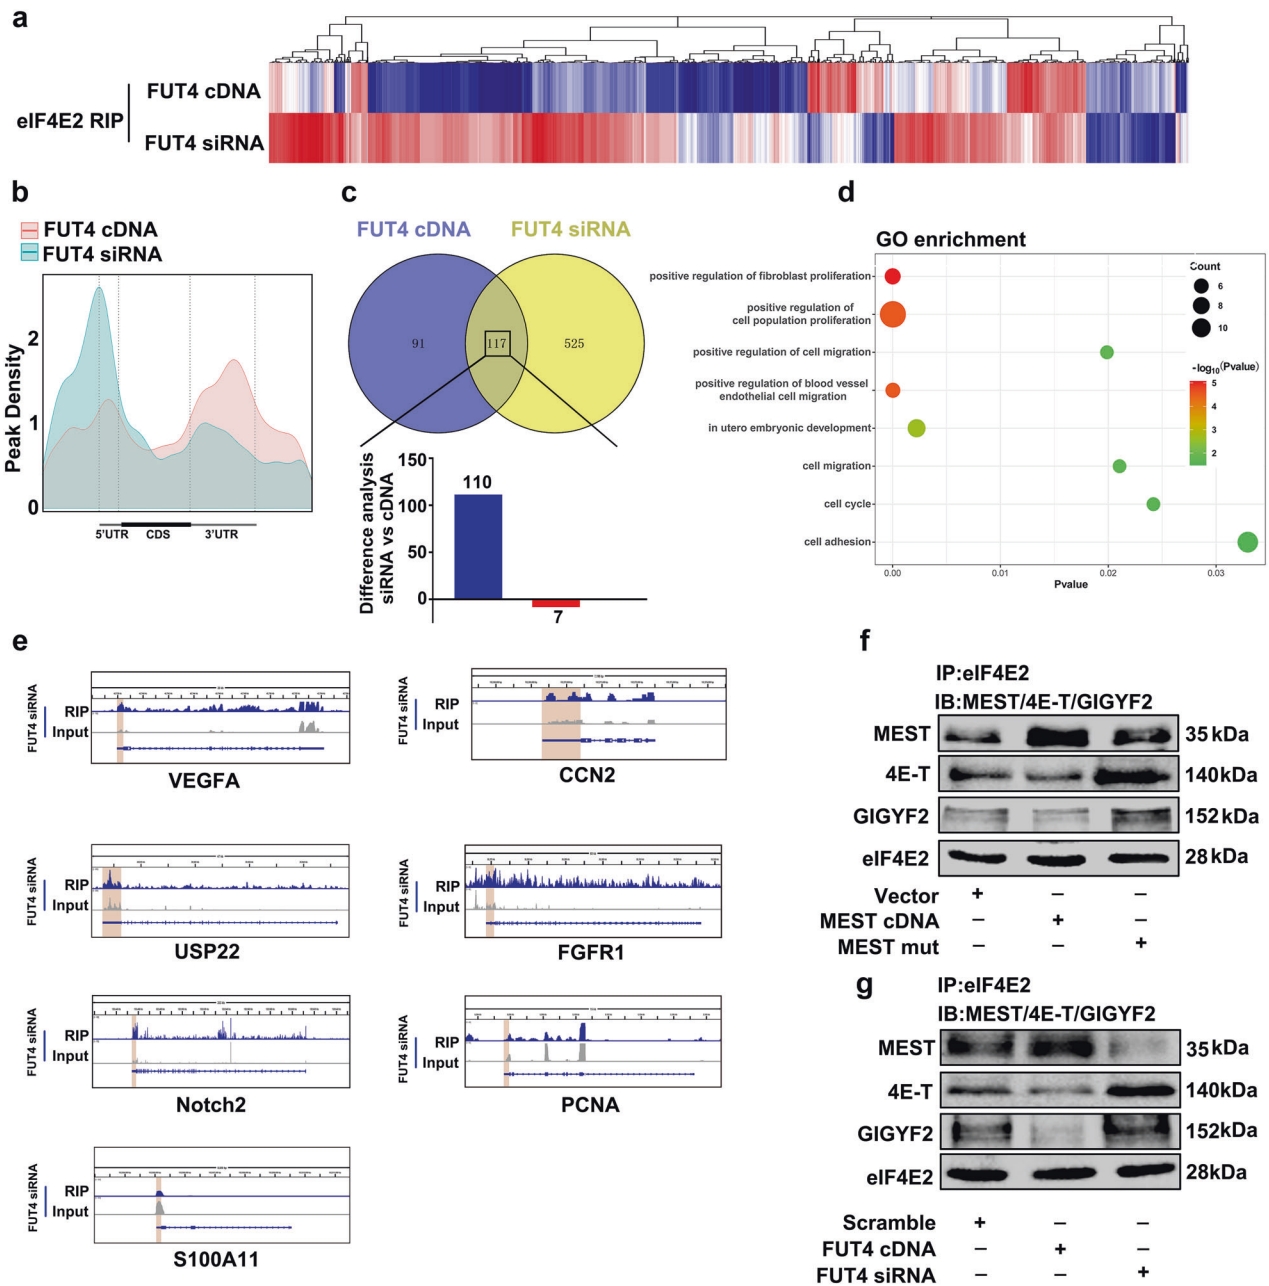 a
FUT4 cDNA
eIF4E2 RIP
FUT4 siRNA
b
FUT4 cDNA
FUT4 siRNA
Peak Density
2
1
0
5'UTR CDS 3'UTR
c
FUT4 cDNA FUT4 siRNA
91 117 525
Difference analysis
siRNA vs cDNA
150
100
50
0
110
7
d
GO enrichment
positive regulation of fibroblast proliferation
positive regulation of
cell population proliferation
positive regulation of cell migration
positive regulation of blood vessel
endothelial cell migration
in utero embryonic development
cell migration
cell cycle
cell adhesion
0.00 0.01 0.02 0.03
Pvalue
Count
6
8
10
-log10(Pvalue)
5
4
3
2
e
FUT4 siRNA
RIP
Input
VEGFA
FUT4 siRNA
RIP
Input
CCN2
FUT4 siRNA
RIP
Input
USP22
FUT4 siRNA
RIP
Input
FGFR1
FUT4 siRNA
RIP
Input
Notch2
FUT4 siRNA
RIP
Input
PCNA
FUT4 siRNA
RIP
Input
S100A11
f
IP:eIF4E2
IB:MEST/4E-T/GIGYF2
MEST 35 kDa
4E-T 140kDa
GIGYF2 152 kDa
eIF4E2 28 kDa
Vector + − −
MEST cDNA − + −
MEST mut − − +
g
IP:eIF4E2
IB:MEST/4E-T/GIGYF2
MEST 35 kDa
4E-T 140kDa
GIGYF2 152kDa
eIF4E2 28kDa
Scramble + − −
FUT4 cDNA − + −
FUT4 siRNA − − +